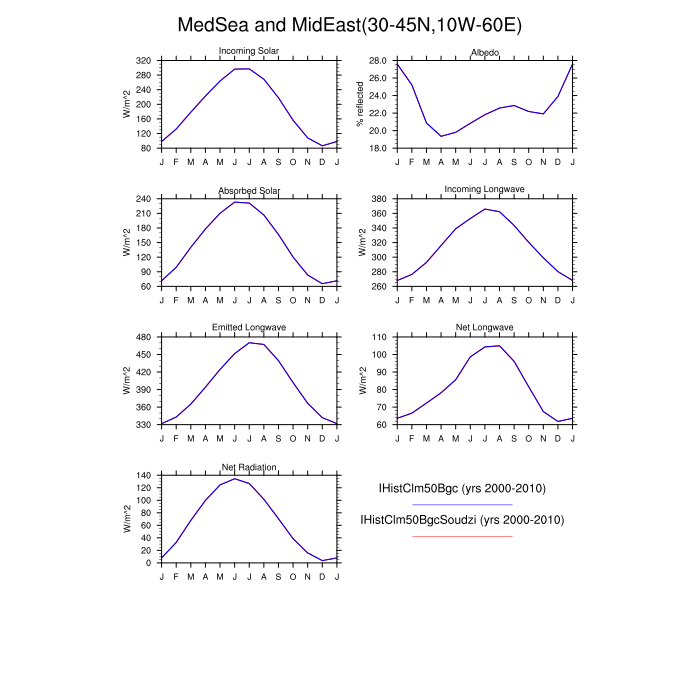 MedSea and MidEast(30-45N,10W-60E)
Incoming Solar
W/m^2
320
280
240
200
160
120
80
J F M A M J J A S O N D J
Albedo
% reflected
28.0
26.0
24.0
22.0
20.0
18.0
J F M A M J J A S O N D J
Absorbed Solar
W/m^2
240
210
180
150
120
90
60
J F M A M J J A S O N D J
Incoming Longwave
W/m^2
380
360
340
320
300
280
260
J F M A M J J A S O N D J
Emitted Longwave
W/m^2
480
450
420
390
360
330
J F M A M J J A S O N D J
Net Longwave
W/m^2
110
100
90
80
70
60
J F M A M J J A S O N D J
Net Radiation
W/m^2
140
120
100
80
60
40
20
0
J F M A M J J A S O N D J
IHistClm50Bgc (yrs 2000-2010)
IHistClm50BgcSoudzi (yrs 2000-2010)